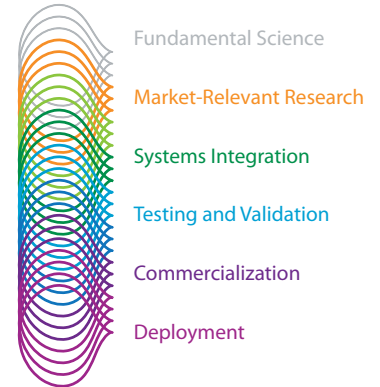 Fundamental Science
Market-Relevant Research
Systems Integration
Testing and Validation
Commercialization
Deployment